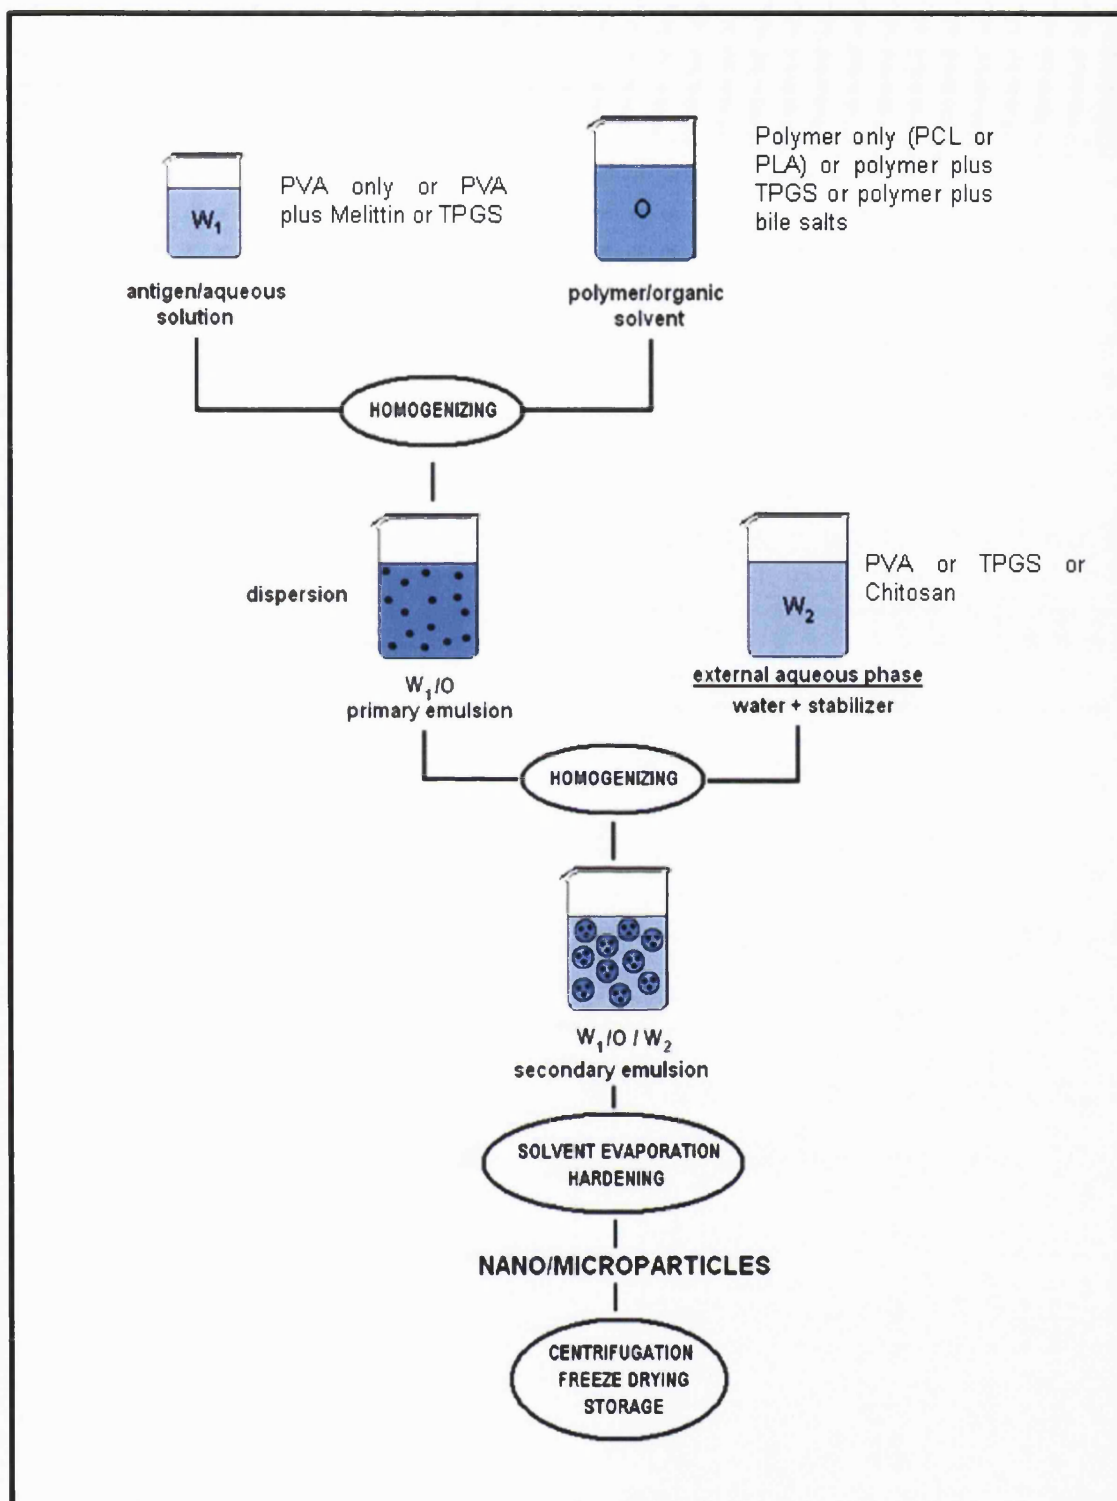 PVA only or PVA
plus Melittin or TPGS
Polymer only (PCL or
PLA) or polymer plus
TPGS or polymer plus
bile salts
W₁
O
antigen/aqueous
solution
polymer/organic
solvent
HOMOGENIZING
dispersion
W₂
PVA or TPGS or
Chitosan
W₁/O
primary emulsion
external aqueous phase
water + stabilizer
HOMOGENIZING
W₁/O / W₂
secondary emulsion
SOLVENT EVAPORATION
HARDENING
NANO/MICROPARTICLES
CENTRIFUGATION
FREEZE DRYING
STORAGE